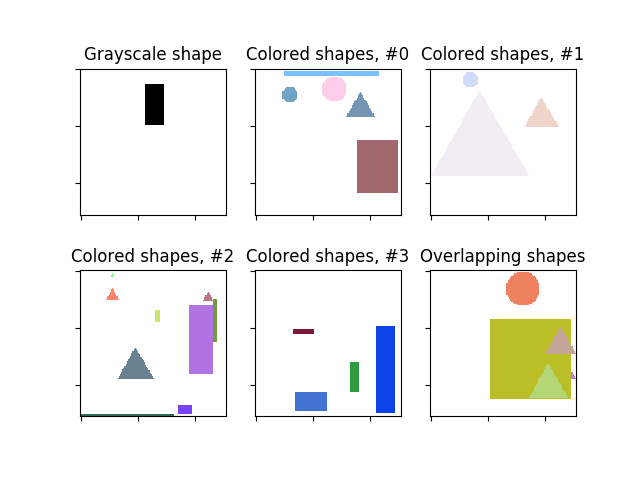 Grayscale shape
Colored shapes, #0
Colored shapes, #1
Colored shapes, #2
Colored shapes, #3
Overlapping shapes